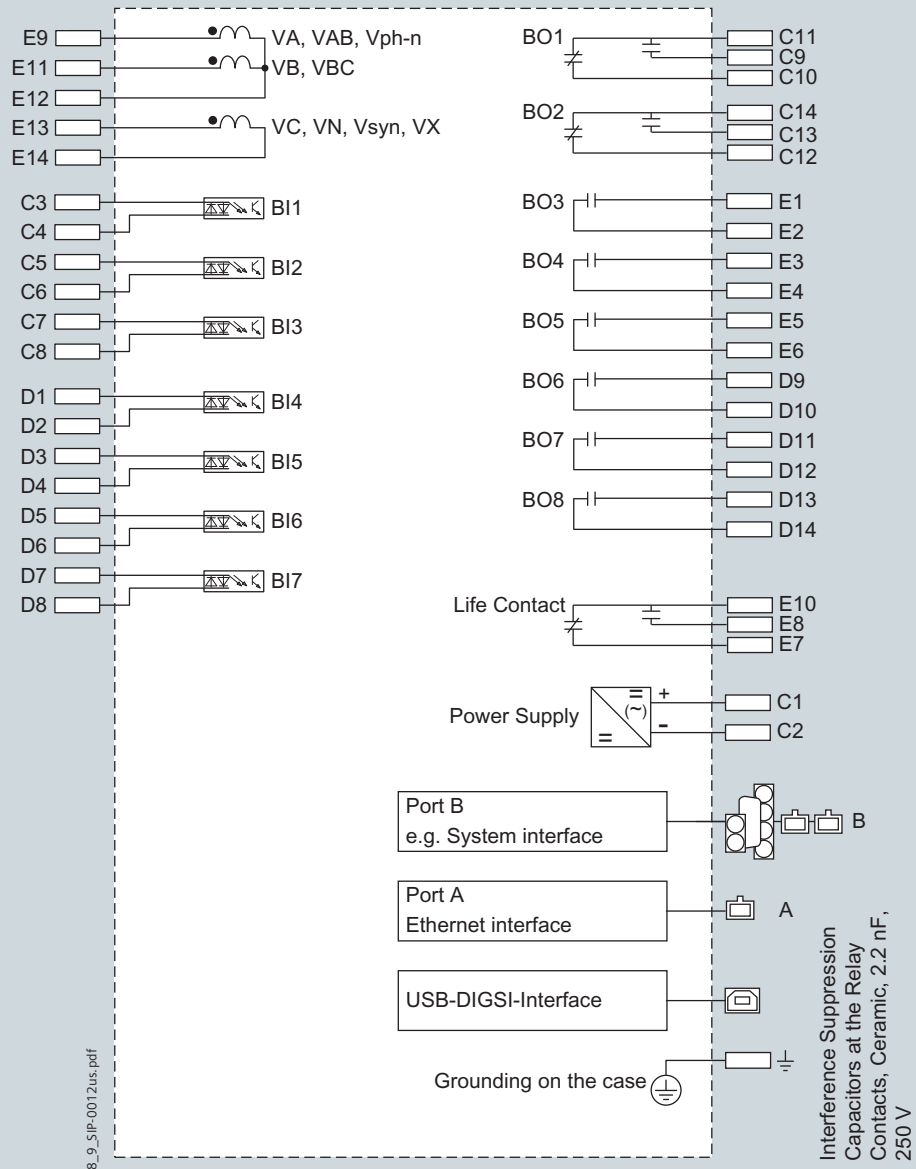 E9
VA, VAB, Vph-n
E11
VB, VBC
E12
E13
VC, VN, Vsyn, VX
E14
C3
BI1
C4
C5
BI2
C6
C7
BI3
C8
D1
BI4
D2
D3
BI5
D4
D5
BI6
D6
D7
BI7
D8
BO1
C11
C9
C10
BO2
C14
C13
C12
BO3
E1
E2
BO4
E3
E4
BO5
E5
E6
BO6
D9
D10
BO7
D11
D12
BO8
D13
D14
Life Contact
E10
E8
E7
Power Supply
=
(~)
=
+
-
C1
C2
Port B
e.g. System interface
B
Port A
Ethernet interface
A
USB-DIGSI-Interface
Grounding on the case
Interference Suppression
Capacitors at the Relay
Contacts, Ceramic, 2.2 nF,
250 V
8_9_SIP-0012us.pdf